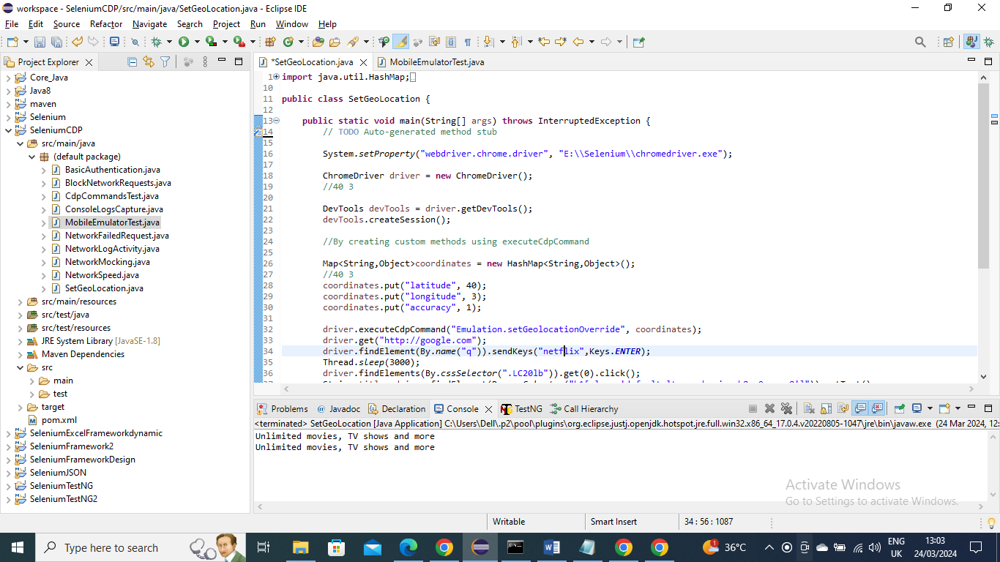 workspace - SeleniumCDP/src/main/java/SetGeoLocation.java - Eclipse IDE
File Edit Source Refactor Navigate Search Project Run Window Help
Project Explorer
*SetGeoLocation.java MobileEmulatorTest.java
Core_Java
Java8
maven
Selenium
SeleniumCDP
src/main/java
(default package)
BasicAuthentication.java
BlockNetworkRequests.java
CdpCommandsTest.java
ConsoleLogsCapture.java
MobileEmulatorTest.java
NetworkFailedRequest.java
NetworkLogActivity.java
NetworkMocking.java
NetworkSpeed.java
SetGeoLocation.java
src/main/resources
src/test/java
src/test/resources
JRE System Library [JavaSE-1.8]
Maven Dependencies
src
main
test
target
pom.xml
SeleniumExcelFrameworkdynamic
SeleniumFramework2
SeleniumFrameworkDesign
SeleniumJSON
SeleniumTestNG
SeleniumTestNG2
1 import java.util.HashMap;
10
11 public class SetGeoLocation {
12
13 public static void main(String[] args) throws InterruptedException {
14 // TODO Auto-generated method stub
15
16 System.setProperty("webdriver.chrome.driver", "E:\\Selenium\\chromedriver.exe");
17
18 ChromeDriver driver = new ChromeDriver();
19 //40 3
20
21 DevTools devTools = driver.getDevTools();
22 devTools.createSession();
23
24 //By creating custom methods using executeCdpCommand
25
26 Map<String,Object>coordinates = new HashMap<String,Object>();
27 //40 3
28 coordinates.put("latitude", 40);
29 coordinates.put("longitude", 3);
30 coordinates.put("accuracy", 1);
31
32 driver.executeCdpCommand("Emulation.setGeolocationOverride", coordinates);
33 driver.get("http://google.com");
34 driver.findElement(By.name("q")).sendKeys("netflix",Keys.ENTER);
35 Thread.sleep(3000);
36 driver.findElements(By.cssSelector(".LC20lb")).get(0).click();
Problems Javadoc Declaration Console TestNG Call Hierarchy
<terminated> SetGeoLocation [Java Application] C:\Users\Dell\.p2\pool\plugins\org.eclipse.justj.openjdk.hotspot.jre.full.win32.x86_64_17.0.4.v20220805-1047\jre\bin\javaw.exe (24 Mar 2024, 12:
Unlimited movies, TV shows and more
Unlimited movies, TV shows and more
Activate Windows
Go to Settings to activate Windows.
Writable Smart Insert 34 : 56 : 1087
Type here to search
36°C
ENG
UK
13:03
24/03/2024